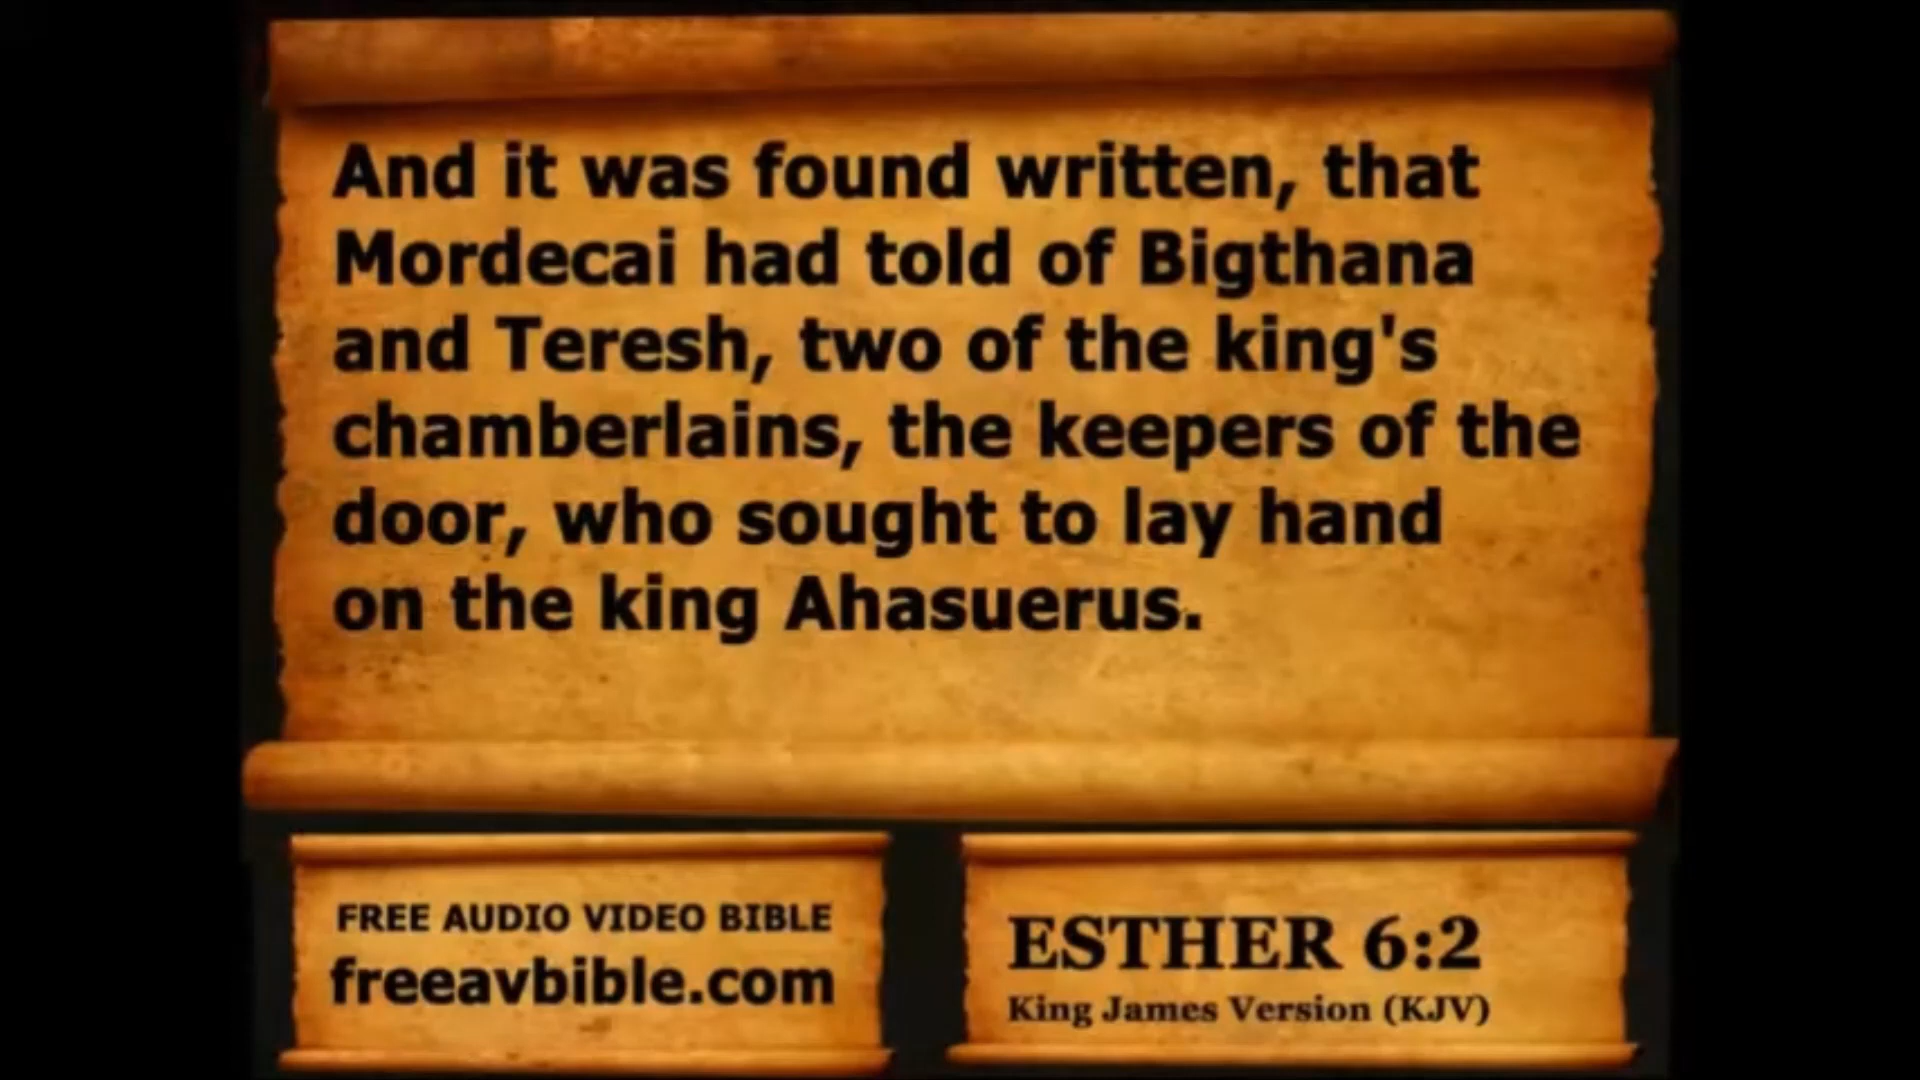 And it was found written, that
Mordecai had told of Bigthana
and Teresh, two of the king's
chamberlains, the keepers of the
door, who sought to lay hand
on the king Ahasuerus.
FREE AUDIO VIDEO BIBLE
freeavbible.com
ESTHER 6:2
King James Version (KJV)